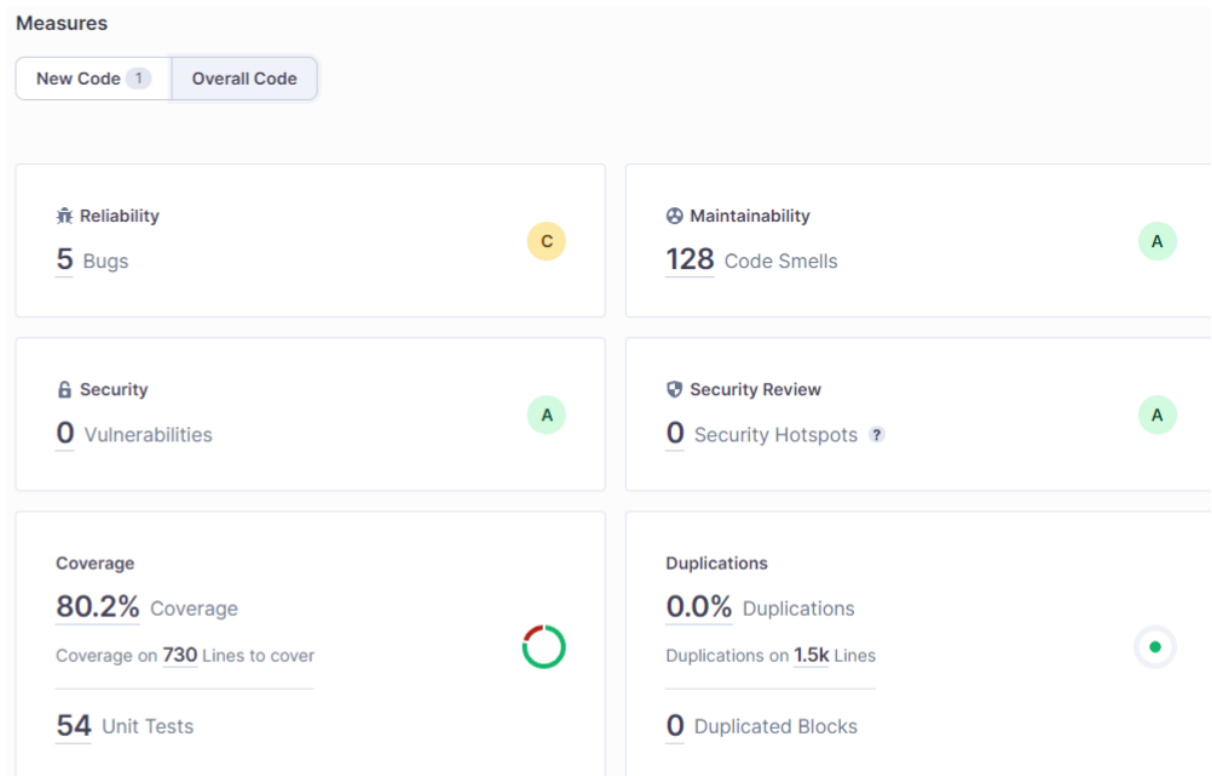 Measures
New Code 1 Overall Code
Reliability
5 Bugs
C
Maintainability
128 Code Smells
A
Security
0 Vulnerabilities
A
Security Review
0 Security Hotspots ?
A
Coverage
80.2% Coverage
Coverage on 730 Lines to cover
54 Unit Tests
Duplications
0.0% Duplications
Duplications on 1.5k Lines
0 Duplicated Blocks